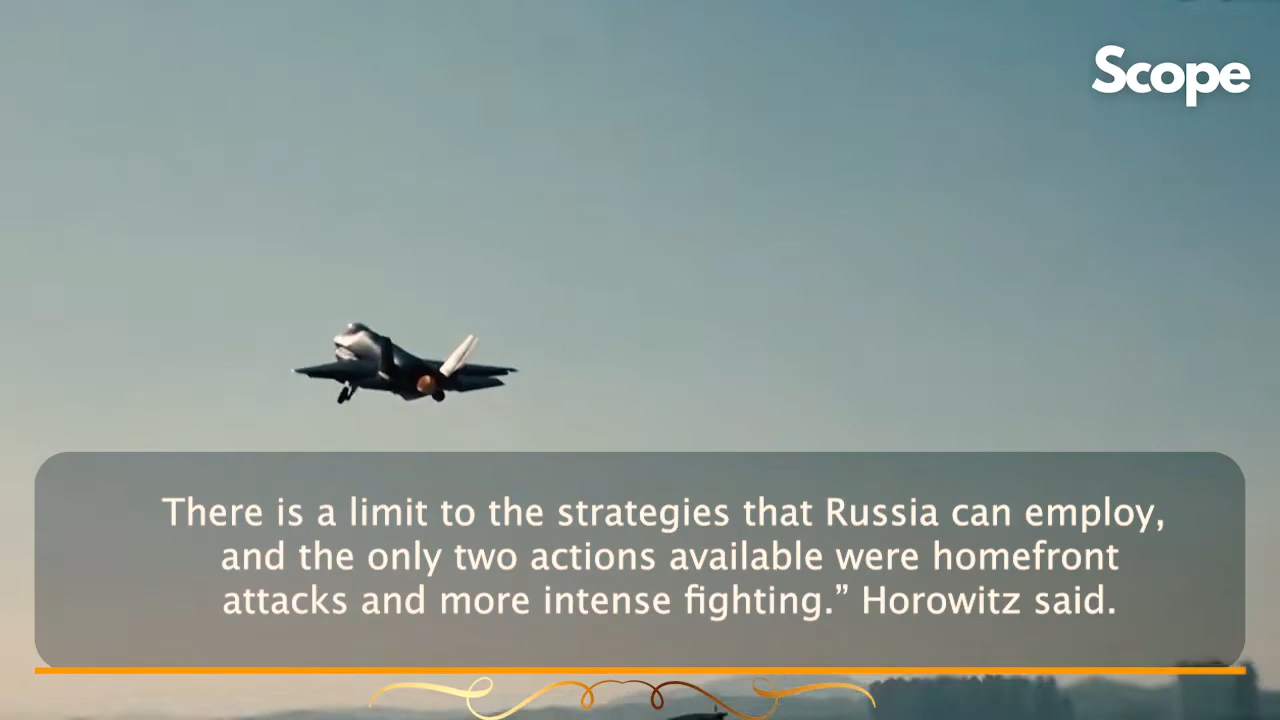 Scope
There is a limit to the strategies that Russia can employ,
and the only two actions available were homefront
attacks and more intense fighting.” Horowitz said.